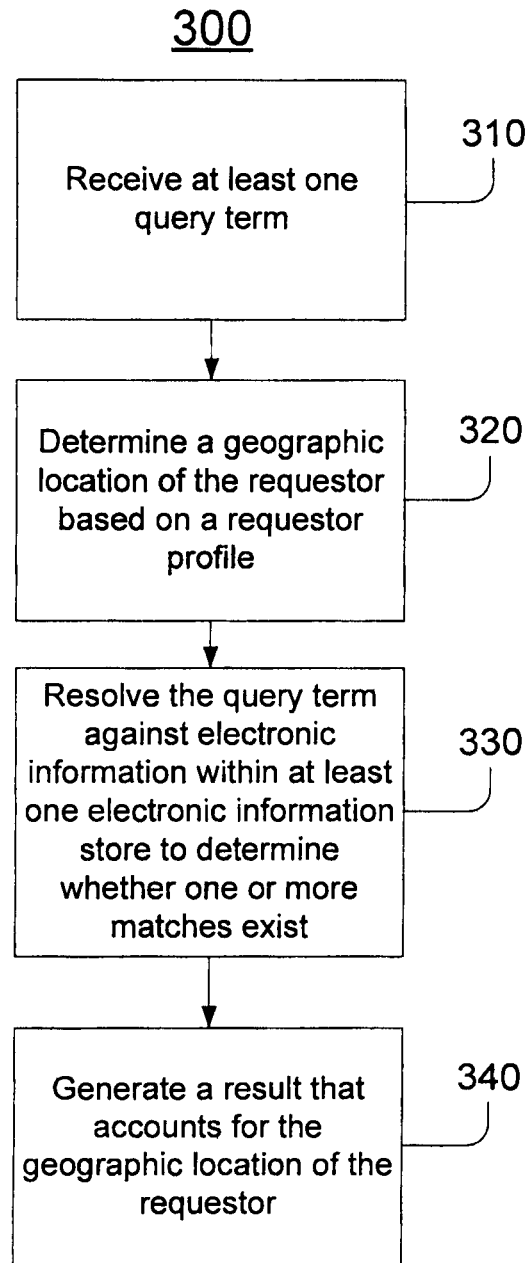 300
310
Receive at least one
query term
320
Determine a geographic
location of the requestor
based on a requestor
profile
Resolve the query term
against electronic
information within at least
one electronic information
store to determine
whether one or more
matches exist
330
Generate a result that
accounts for the
geographic location of the
requestor
340